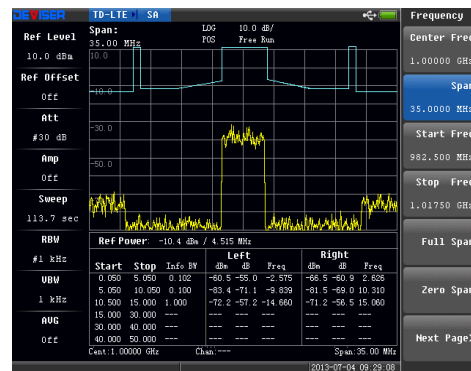 DEVISER TD-LTE SA
Frequency
Ref Level
10.0 dBm
Ref Offset
Off
Att
#30 dB
Amp
Off
Sweep
113.7 sec
RBW
#1 kHz
VBW
1 kHz
AVG
Off
Span:
35.00 MHz
LOG 10.0 dB/
POS Free Run
10.0
-10.0
-30.0
-50.0
Ref Power: -10.4 dBm / 4.515 MHz
Left Right
Start Stop Info BW dBm dB Freq dBm dB Freq
0.050 5.050 0.102 -60.5 -55.0 -2.575 -66.5 -60.9 2.626
5.050 10.050 0.100 -83.4 -71.1 -9.839 -81.5 -69.0 10.310
10.500 15.000 1.000 -72.2 -57.2 -14.660 -71.2 -56.5 15.060
15.000 30.000 --- --- --- --- ---
30.000 40.000 --- --- --- --- ---
40.000 50.000 --- --- --- --- ---
Cent:1.00000 GHz Chan:--- Span:35.00 MHz
2013-07-04 09:29:08
Center Freq
1.00000 GHz
Span
35.0000 MHz
Start Freq
982.500 MHz
Stop Freq
1.01750 GHz
Full Span
Zero Span
Next Page